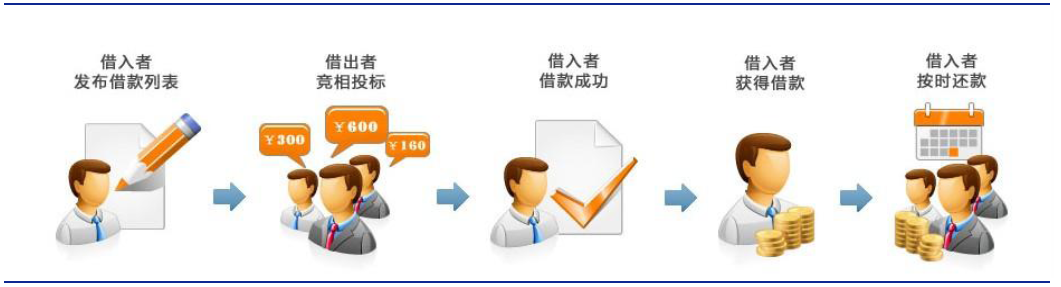 借入者
发布借款列表
借出者
竞相投标
借入者
借款成功
借入者
获得借款
借入者
按时还款
¥300
¥600
¥160